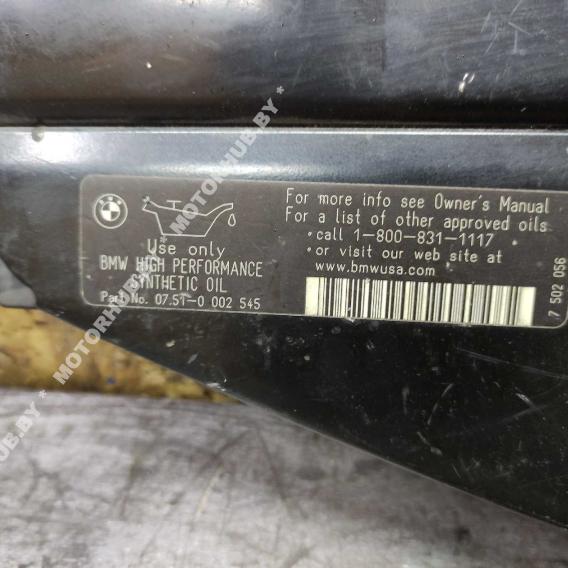 BMW
Use only
BMW HIGH PERFORMANCE
SYNTHETIC OIL
Part No. 07.51-0 002 545
For more info see Owner's Manual
For a list of other approved oils
•call 1-800-831-1117
•or visit our web site at
www.bmwusa.com
7 502 056
* MOTORHUB.BY *
* MOTORHUB.BY *